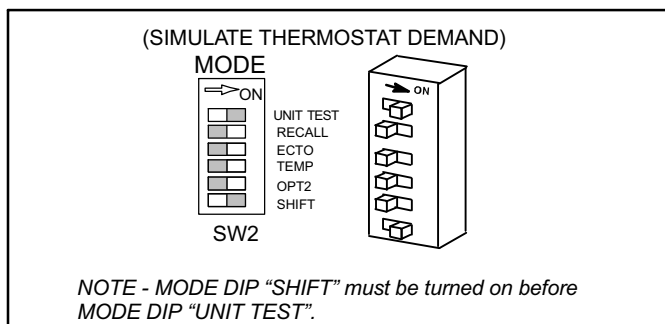 (SIMULATE THERMOSTAT DEMAND)
MODE
ON
UNIT TEST
RECALL
ECTO
TEMP
OPT2
SHIFT
SW2
ON
NOTE - MODE DIP “SHIFT” must be turned on before
MODE DIP “UNIT TEST”.